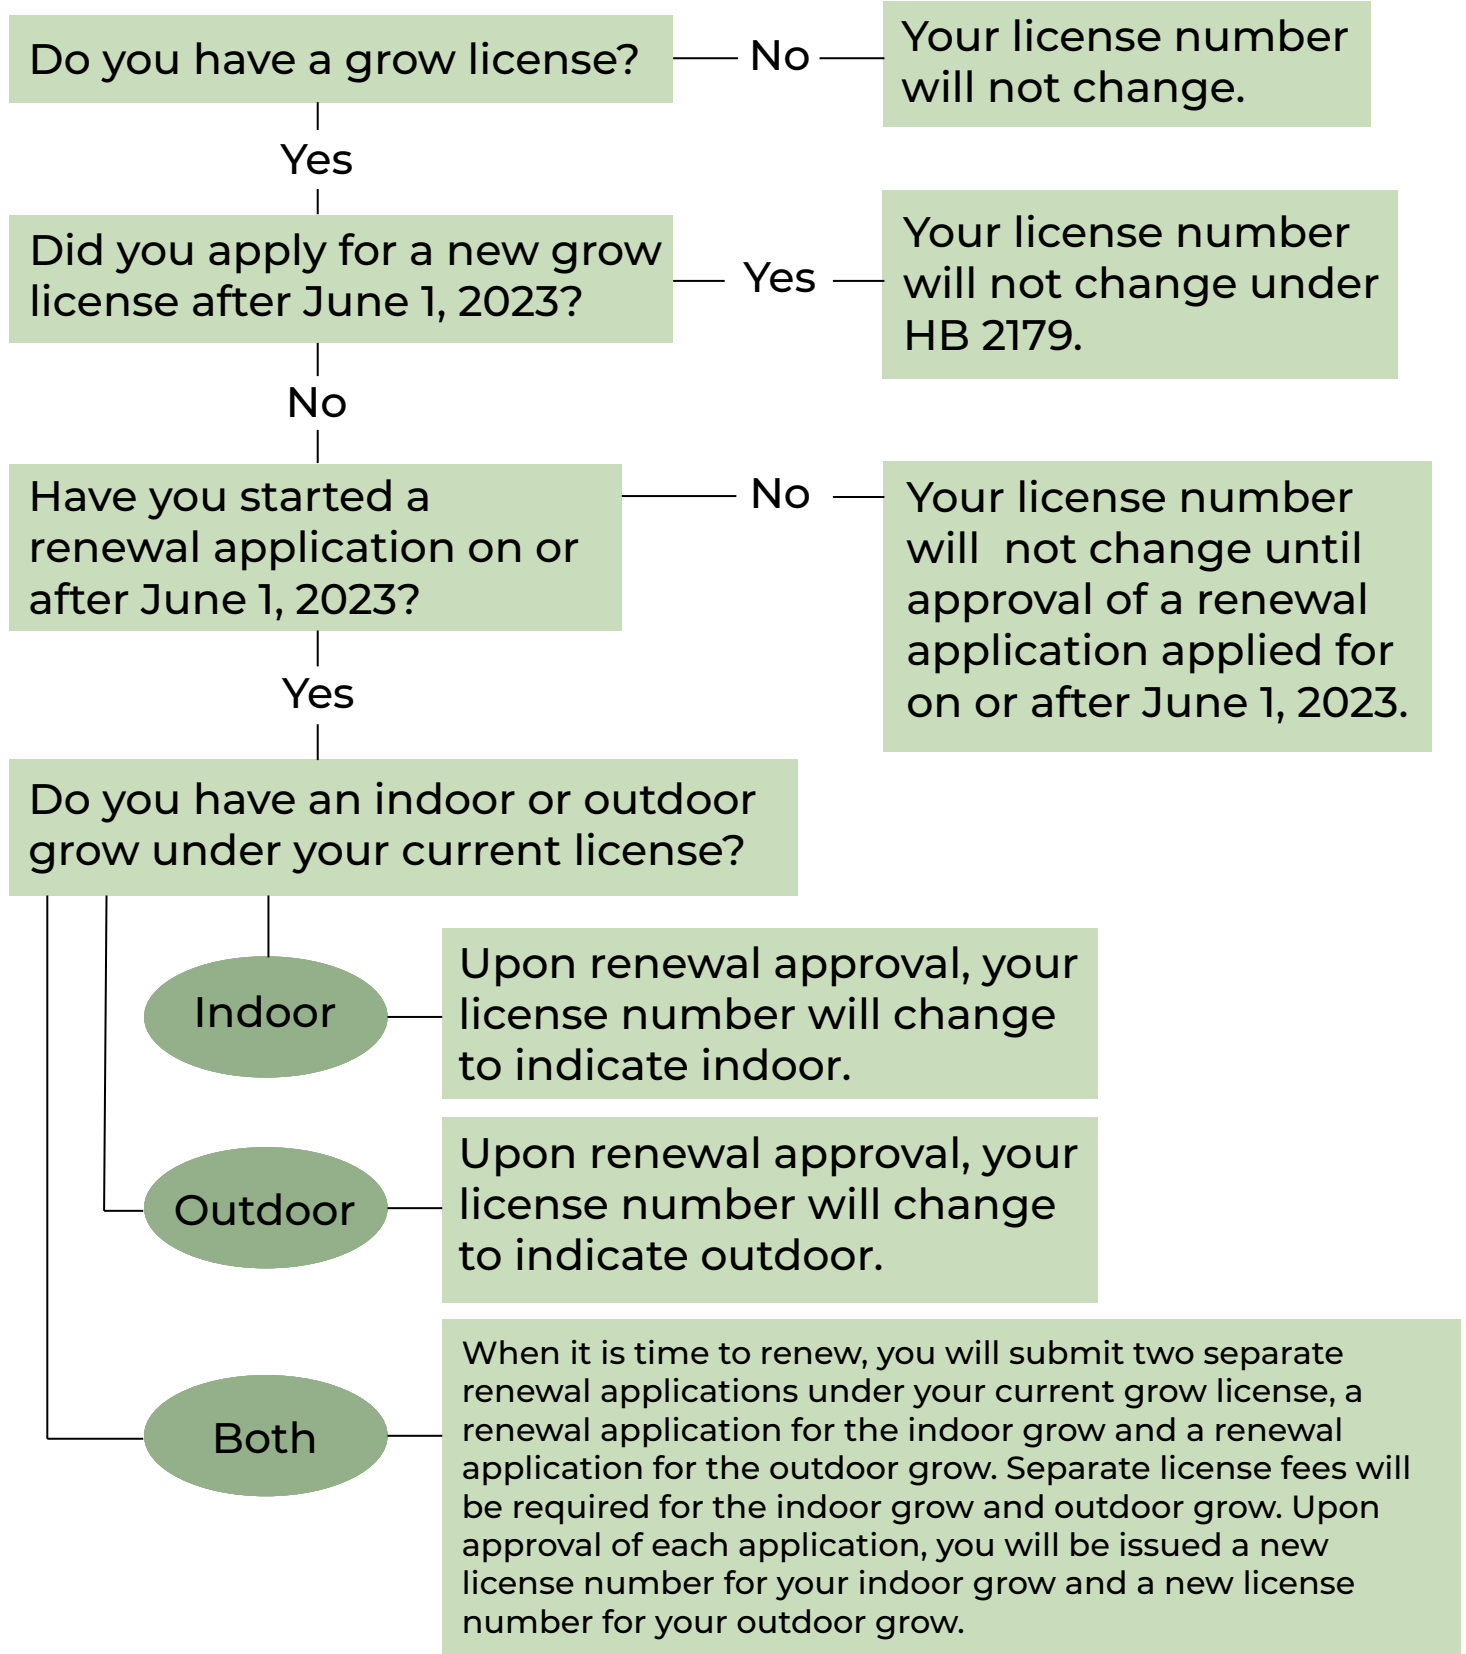 Do you have a grow license?
No
Your license number
will not change.
Yes
Did you apply for a new grow
license after June 1, 2023?
Yes
Your license number
will not change under
HB 2179.
No
Have you started a
renewal application on or
after June 1, 2023?
No
Your license number
will  not change until
approval of a renewal
application applied for
on or after June 1, 2023.
Yes
Do you have an indoor or outdoor
grow under your current license?
Indoor
Upon renewal approval, your
license number will change
to indicate indoor.
Outdoor
Upon renewal approval, your
license number will change
to indicate outdoor.
Both
When it is time to renew, you will submit two separate
renewal applications under your current grow license, a
renewal application for the indoor grow and a renewal
application for the outdoor grow. Separate license fees will
be required for the indoor grow and outdoor grow. Upon
approval of each application, you will be issued a new
license number for your indoor grow and a new license
number for your outdoor grow.